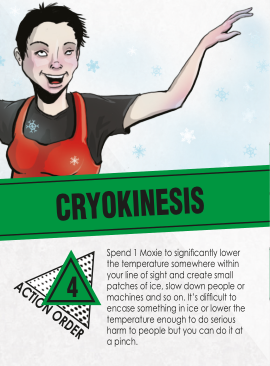 CRYOKINESIS
4
ACTION ORDER
Spend 1 Moxie to significantly lower
the temperature somewhere within
your line of sight and create small
patches of ice, slow down people or
machines and so on. It's difficult to
encase something in ice or lower the
temperature enough to do serious
harm to people but you can do it at
a pinch.